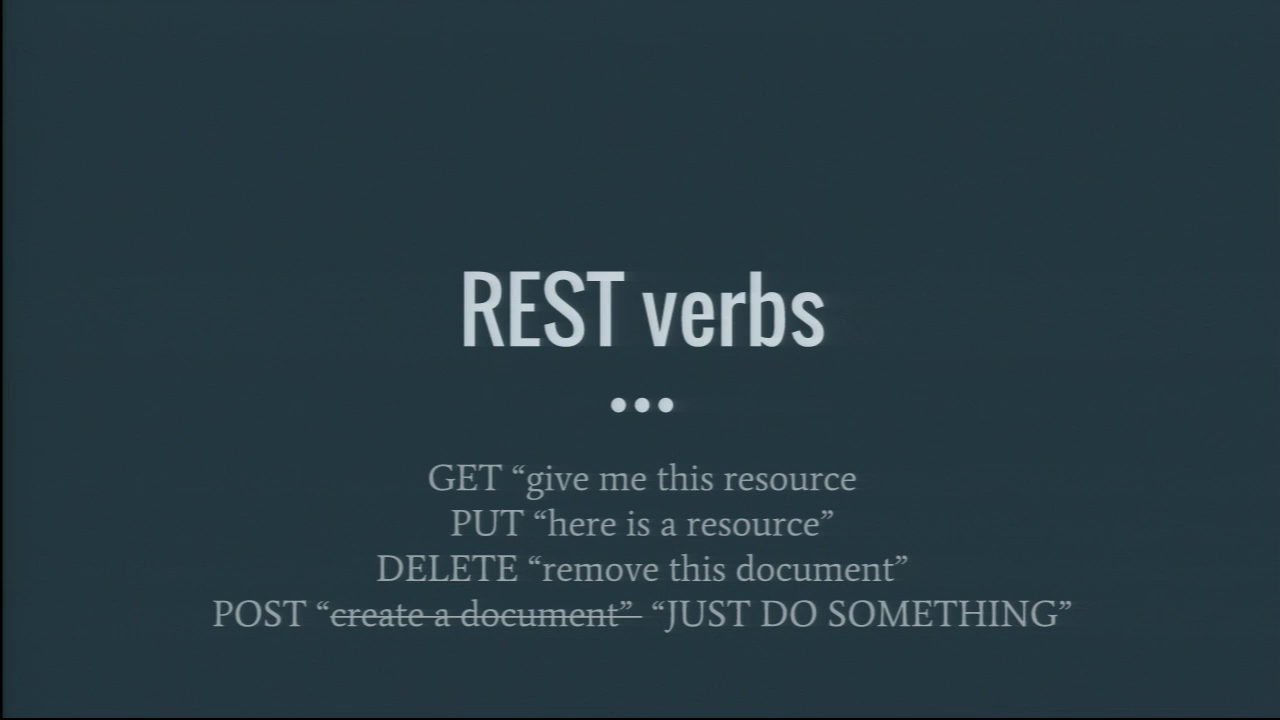 REST verbs
GET “give me this resource
PUT “here is a resource”
DELETE “remove this document”
POST “create a document” “JUST DO SOMETHING”